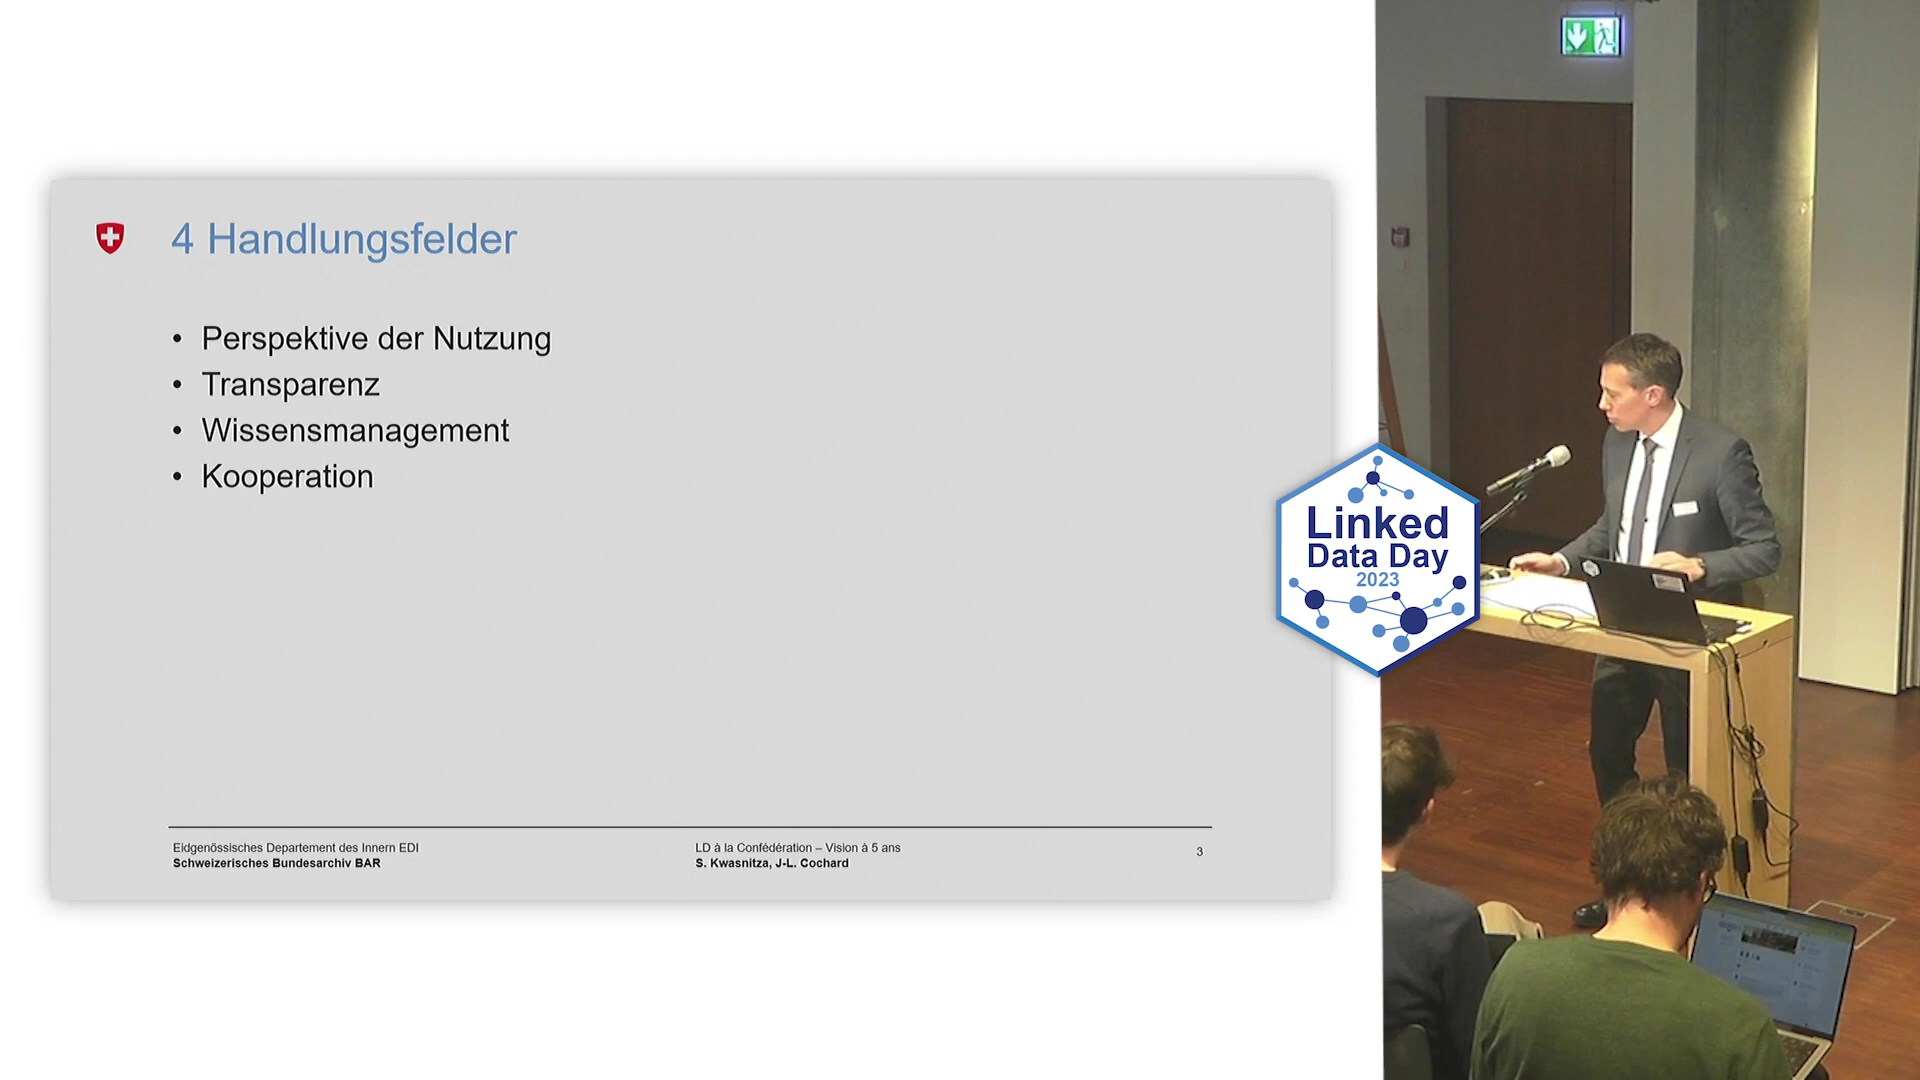 4 Handlungsfelder
• Perspektive der Nutzung
• Transparenz
• Wissensmanagement
• Kooperation
Eidgenössisches Departement des Innern EDI
Schweizerisches Bundesarchiv BAR
LD à la Confédération – Vision à 5 ans
S. Kwasnitza, J-L. Cochard
3
Linked
Data Day
2023